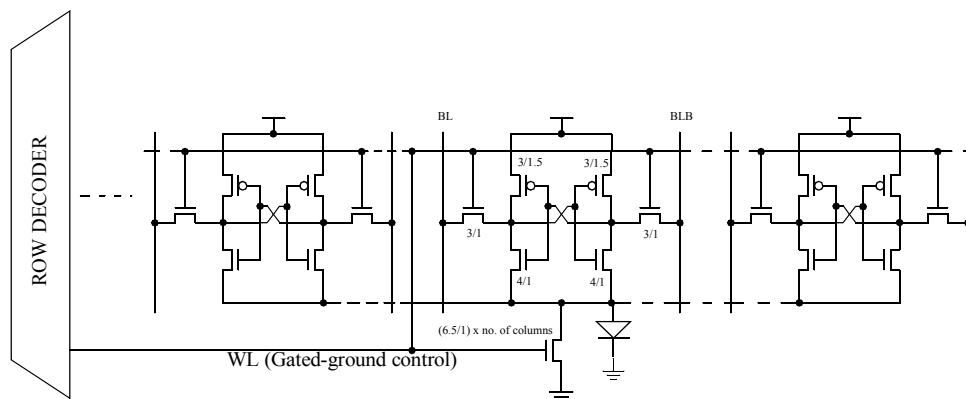 ROW DECODER
BL
BLB
3/1.5
3/1.5
3/1
3/1
4/1
4/1
(6.5/1) x no. of columns
WL (Gated-ground control)